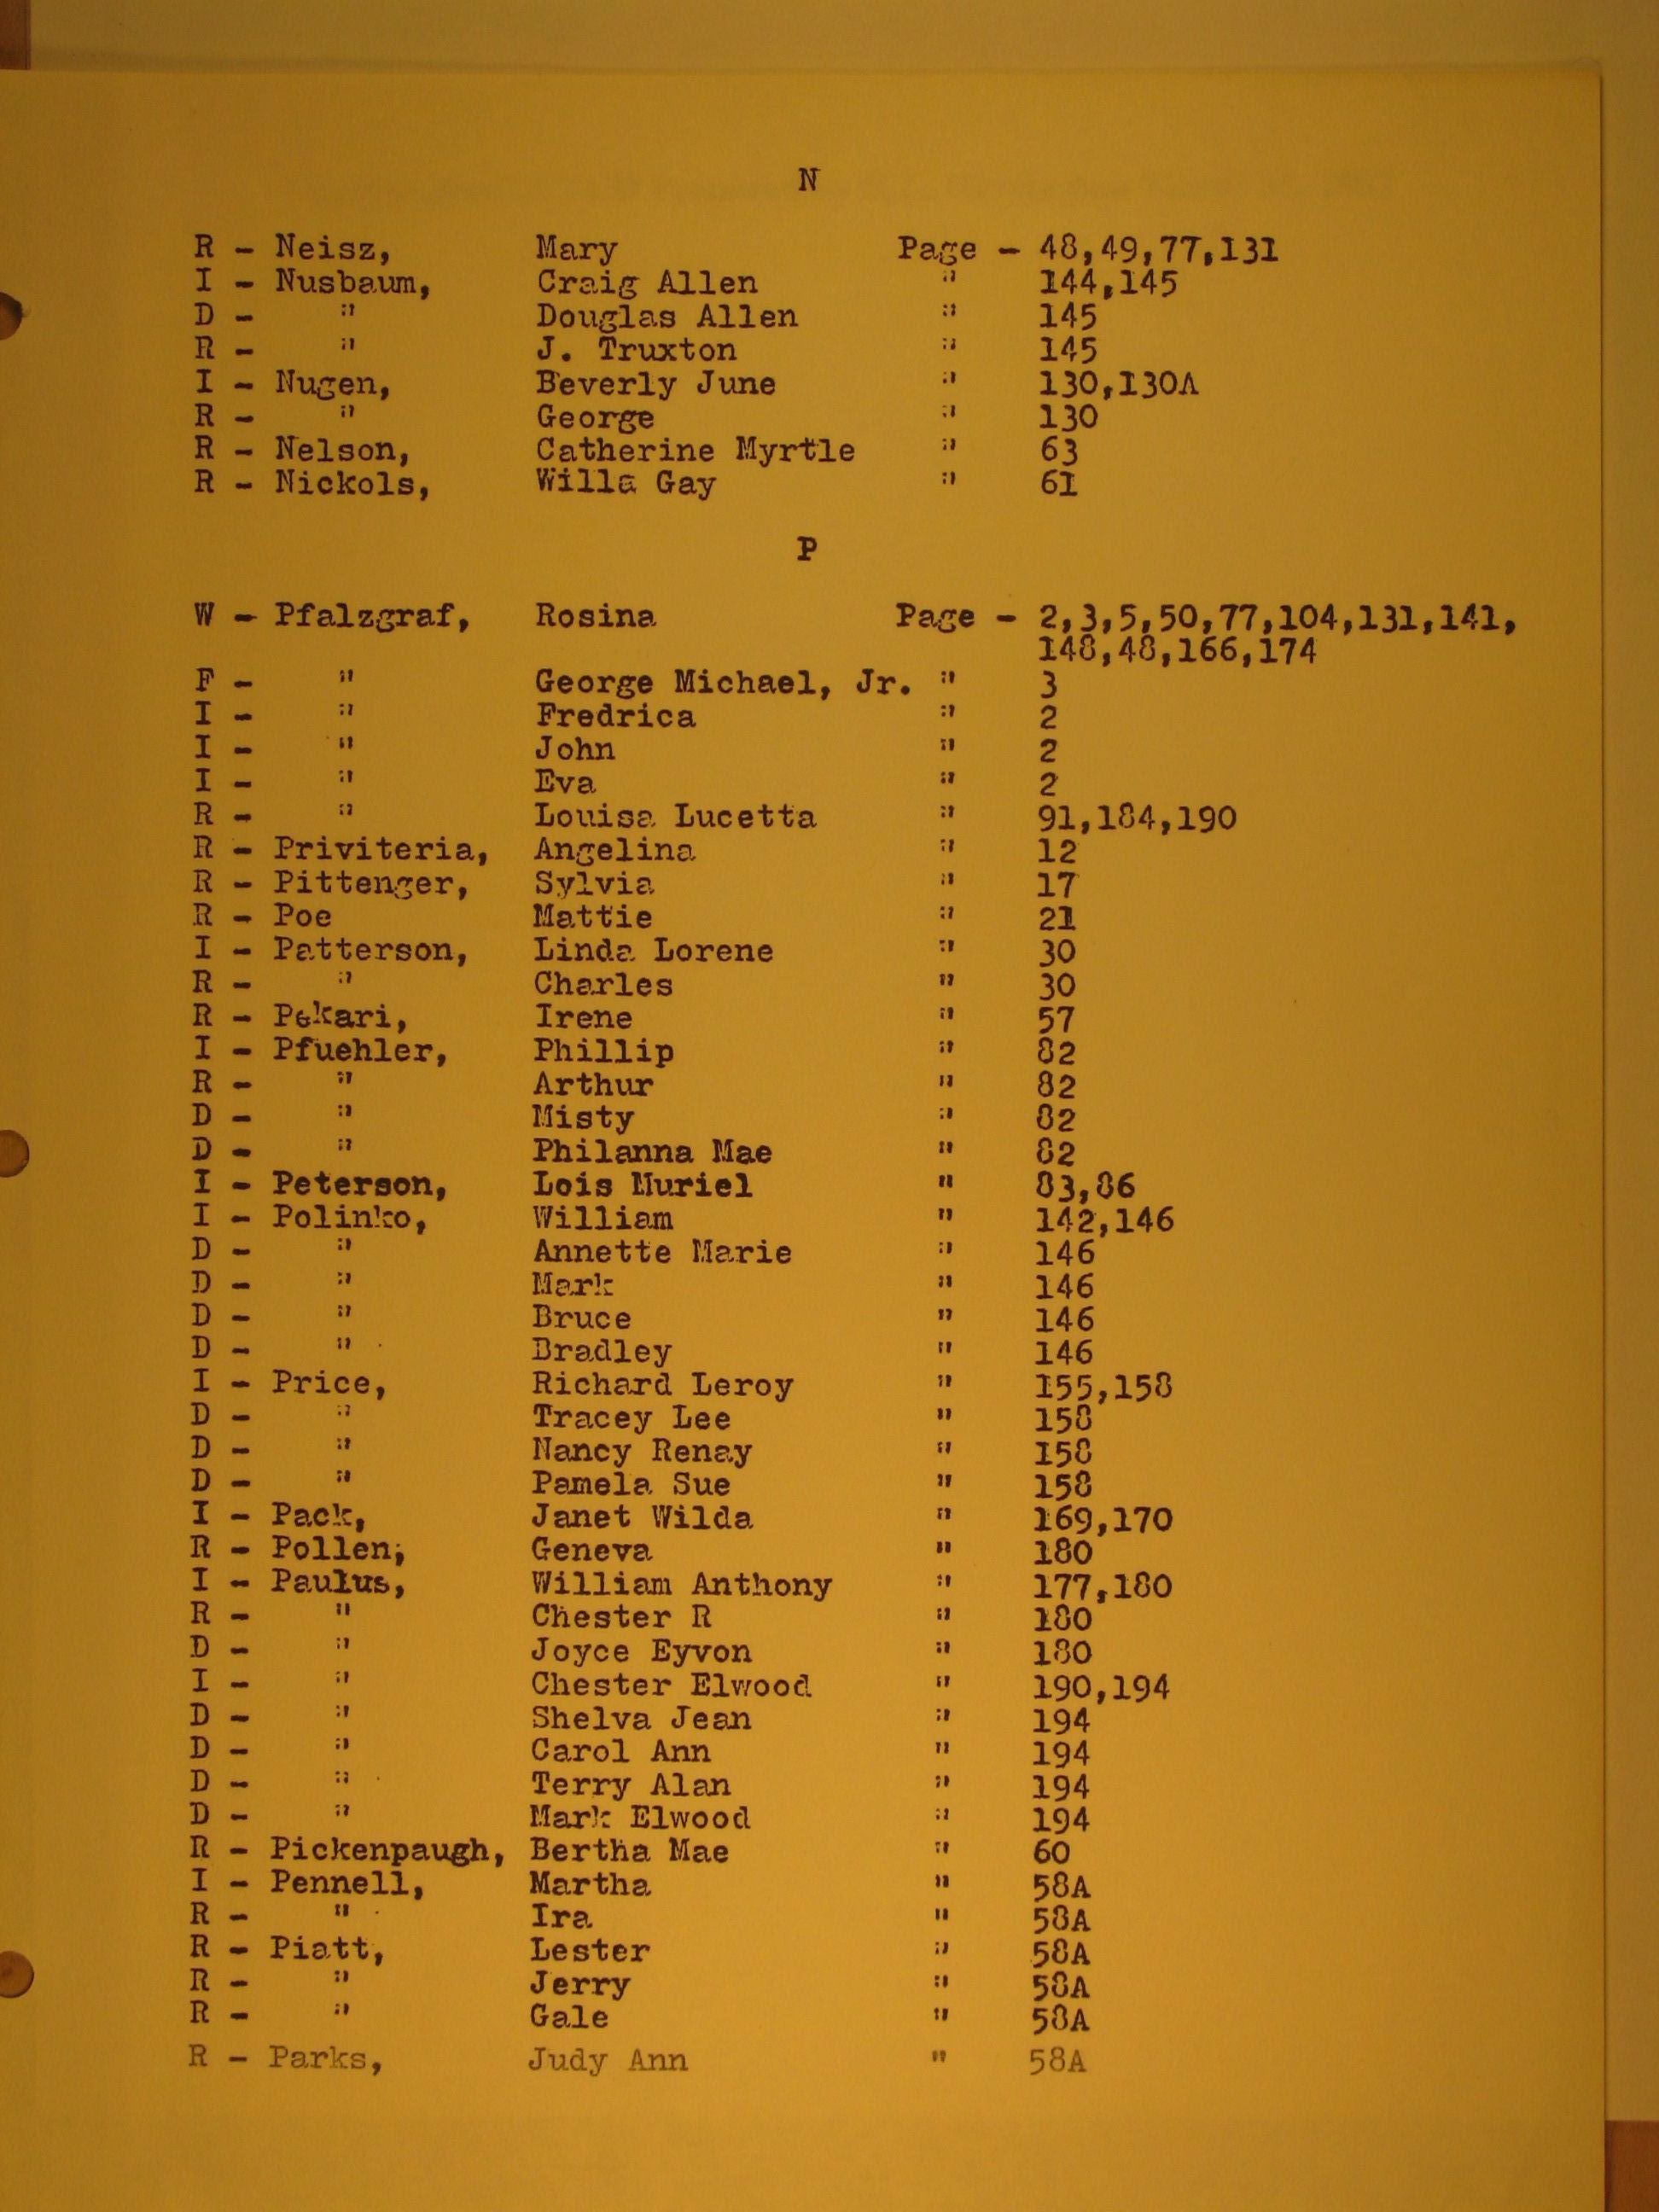 N
R - Neisz, Mary Page - 48,49,77,131
I - Nusbaum, Craig Allen " 144,145
D - " Douglas Allen " 145
R - " J. Truxton " 145
I - Nugen, Beverly June " 130,130A
R - " George " 130
R - Nelson, Catherine Myrtle " 63
R - Nickols, Willa Gay " 61
P
W - Pfalzgraf, Rosina Page - 2,3,5,50,77,104,131,141,
148,48,166,174
F - " George Michael, Jr. " 3
I - " Fredrica " 2
I - " John " 2
I - " Eva " 2
R - " Louisa Lucetta " 91,184,190
R - Priviteria, Angelina " 12
R - Pittenger, Sylvia " 17
R - Poe Mattie " 21
I - Patterson, Linda Lorene " 30
R - " Charles " 30
R - Pekari, Irene " 57
I - Pfuehler, Phillip " 82
R - " Arthur " 82
D - " Misty " 82
D - " Philanna Mae " 82
I - Peterson, Lois Muriel " 83,86
I - Polinko, William " 142,146
D - " Annette Marie " 146
D - " Mark " 146
D - " Bruce " 146
D - " Bradley " 146
I - Price, Richard Leroy " 155,158
D - " Tracey Lee " 158
D - " Nancy Renay " 158
D - " Pamela Sue " 158
I - Pack, Janet Wilda " 169,170
R - Pollen, Geneva " 180
I - Paulus, William Anthony " 177,180
R - " Chester R " 180
D - " Joyce Eyvon " 180
I - " Chester Elwood " 190,194
D - " Shelva Jean " 194
D - " Carol Ann " 194
D - " Terry Alan " 194
D - " Mark Elwood " 194
R - Pickenpaugh, Bertha Mae " 60
I - Pennell, Martha " 58A
R - " Ira " 58A
R - Piatt, Lester " 58A
R - " Jerry " 58A
R - " Gale " 58A
R - Parks, Judy Ann " 58A